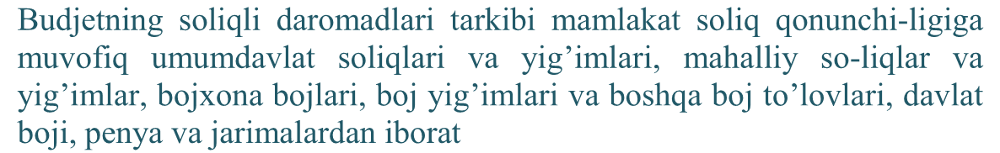 Budjetning soliqli daromadlari tarkibi mamlakat soliq qonunchi-ligiga
muvofiq umumdavlat soliqlari va yig’imlari, mahalliy so-liqlar va
yig’imlar, bojxona bojlari, boj yig’imlari va boshqa boj to’lovlari, davlat
boji, penya va jarimalardan iborat